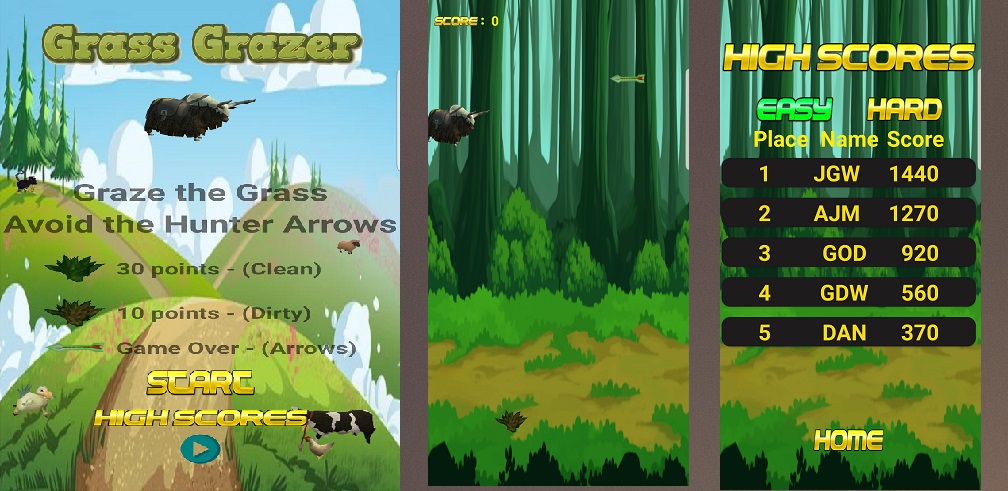 Grass Grazer
Graze the Grass
Avoid the Hunter Arrows
30 points - (Clean)
10 points - (Dirty)
Game Over - (Arrows)
START
HIGH SCORES
SCORE: 0
HIGH SCORES
EASY HARD
Place Name Score
1 JGW 1440
2 AJM 1270
3 GOD 920
4 GDW 560
5 DAN 370
HOME